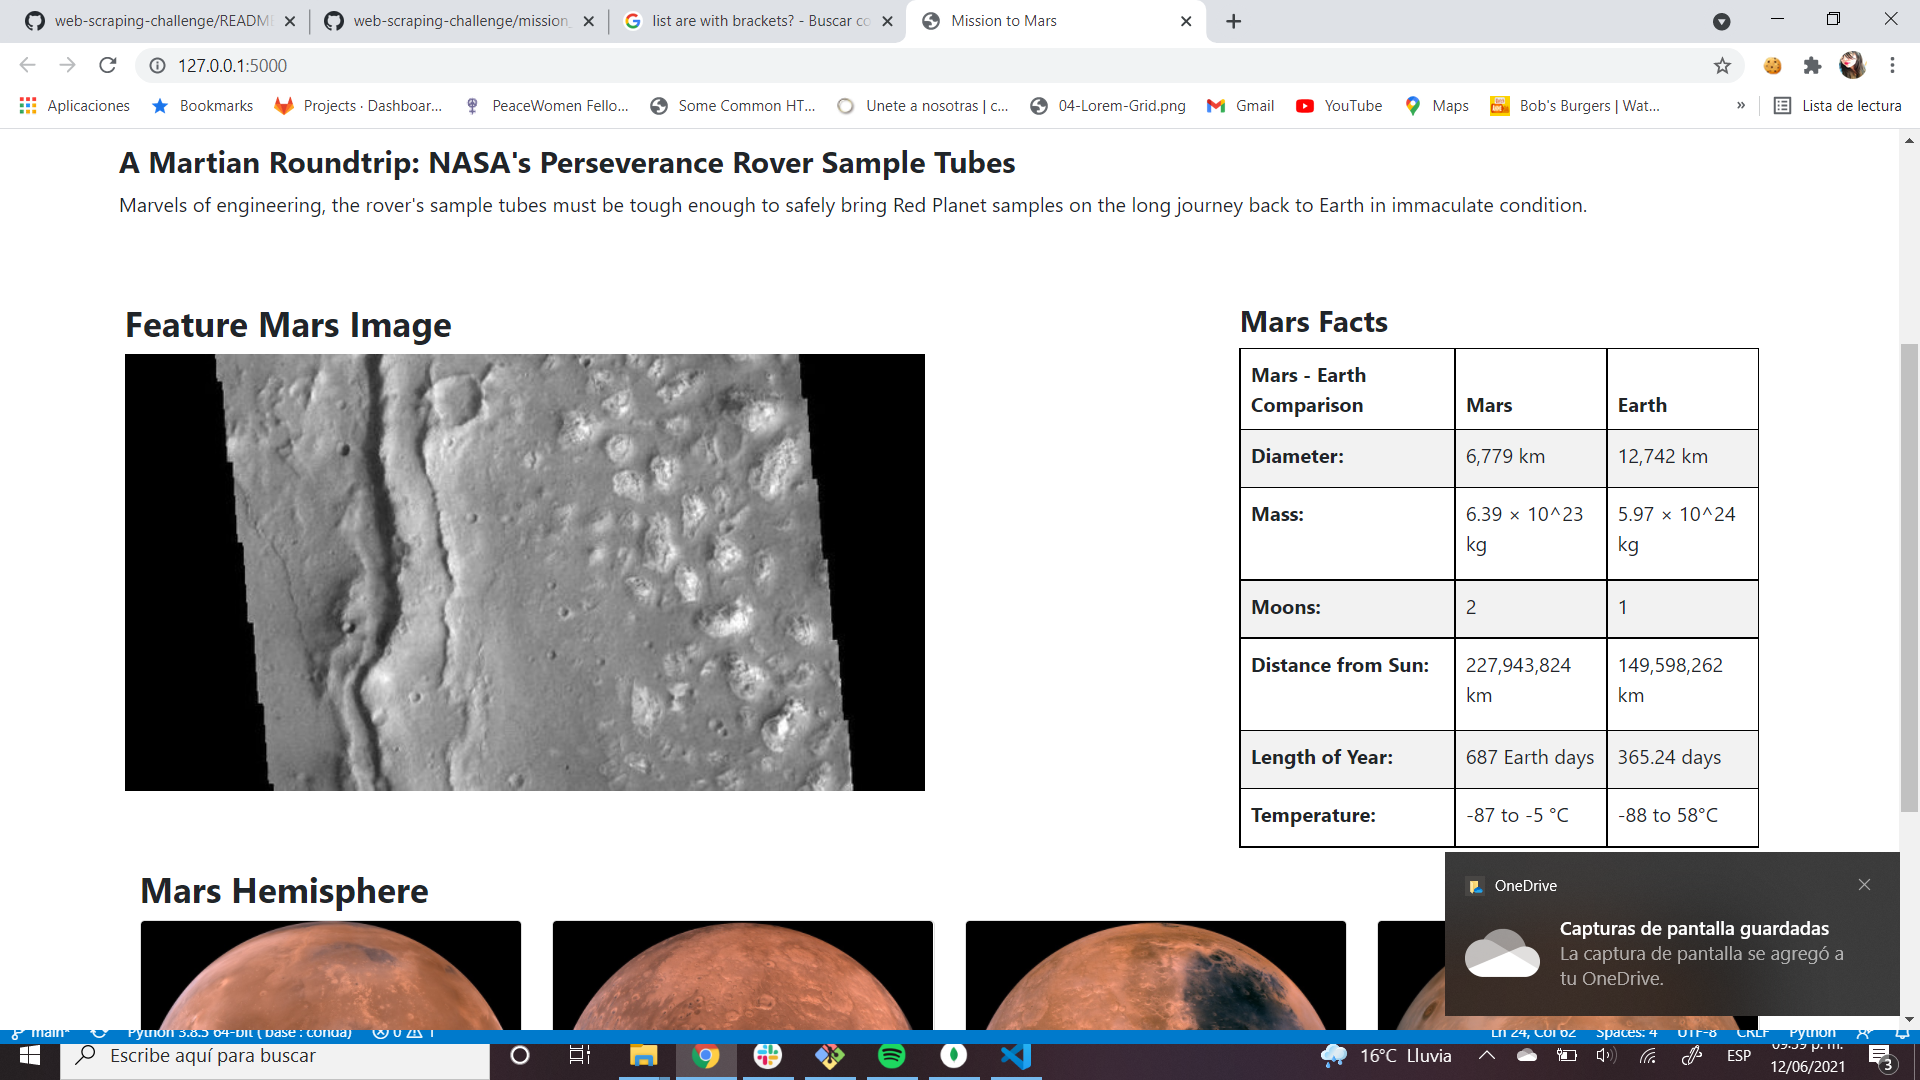 web-scraping-challenge/README
web-scraping-challenge/mission_
list are with brackets? - Buscar co
Mission to Mars
127.0.0.1:5000
Aplicaciones
Bookmarks
Projects · Dashboar...
PeaceWomen Fello...
Some Common HT...
Unete a nosotras | c...
04-Lorem-Grid.png
Gmail
YouTube
Maps
Bob's Burgers | Wat...
»
Lista de lectura
A Martian Roundtrip: NASA's Perseverance Rover Sample Tubes
Marvels of engineering, the rover's sample tubes must be tough enough to safely bring Red Planet samples on the long journey back to Earth in immaculate condition.
Feature Mars Image
Mars Facts
Mars - Earth
Comparison
Mars
Earth
Diameter:
6,779 km
12,742 km
Mass:
6.39 × 10^23
kg
5.97 × 10^24
kg
Moons:
2
1
Distance from Sun:
227,943,824
km
149,598,262
km
Length of Year:
687 Earth days
365.24 days
Temperature:
-87 to -5 °C
-88 to 58°C
Mars Hemisphere
OneDrive
Capturas de pantalla guardadas
La captura de pantalla se agregó a
tu OneDrive.
main*
Python 3.8.5 64-bit ('base': conda)
0
1
Ln 24, Col 62
Spaces: 4
UTF-8
CRLF
Python
Escribe aquí para buscar
16°C Lluvia
ESP
09:59 p. m.
12/06/2021
3